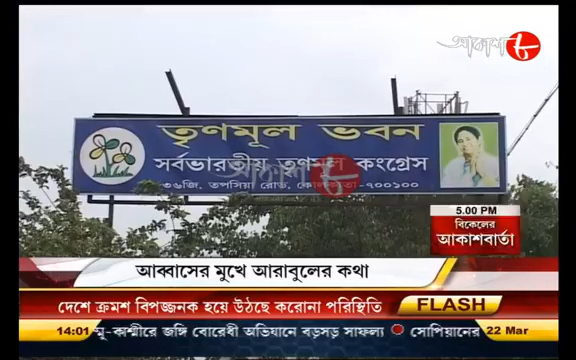 আকাশ ৮
তৃণমূল ভবন
সর্বভারতীয় তৃণমূল কংগ্রেস
৩৬জি, তপসিয়া রোড, কোলকাতা-৭০০১০০
5.00 PM
বিকেলের
আকাশবার্তা
আব্বাসের মুখে আরাবুলের কথা
দেশে ক্রমশ বিপজ্জনক হয়ে উঠছে করোনা পরিস্থিতি FLASH
14:01 মু-কাশ্মীরে জঙ্গি বোরেধী অভিযানে বড়সড় সাফল্য সোপিয়ানের 22 Mar